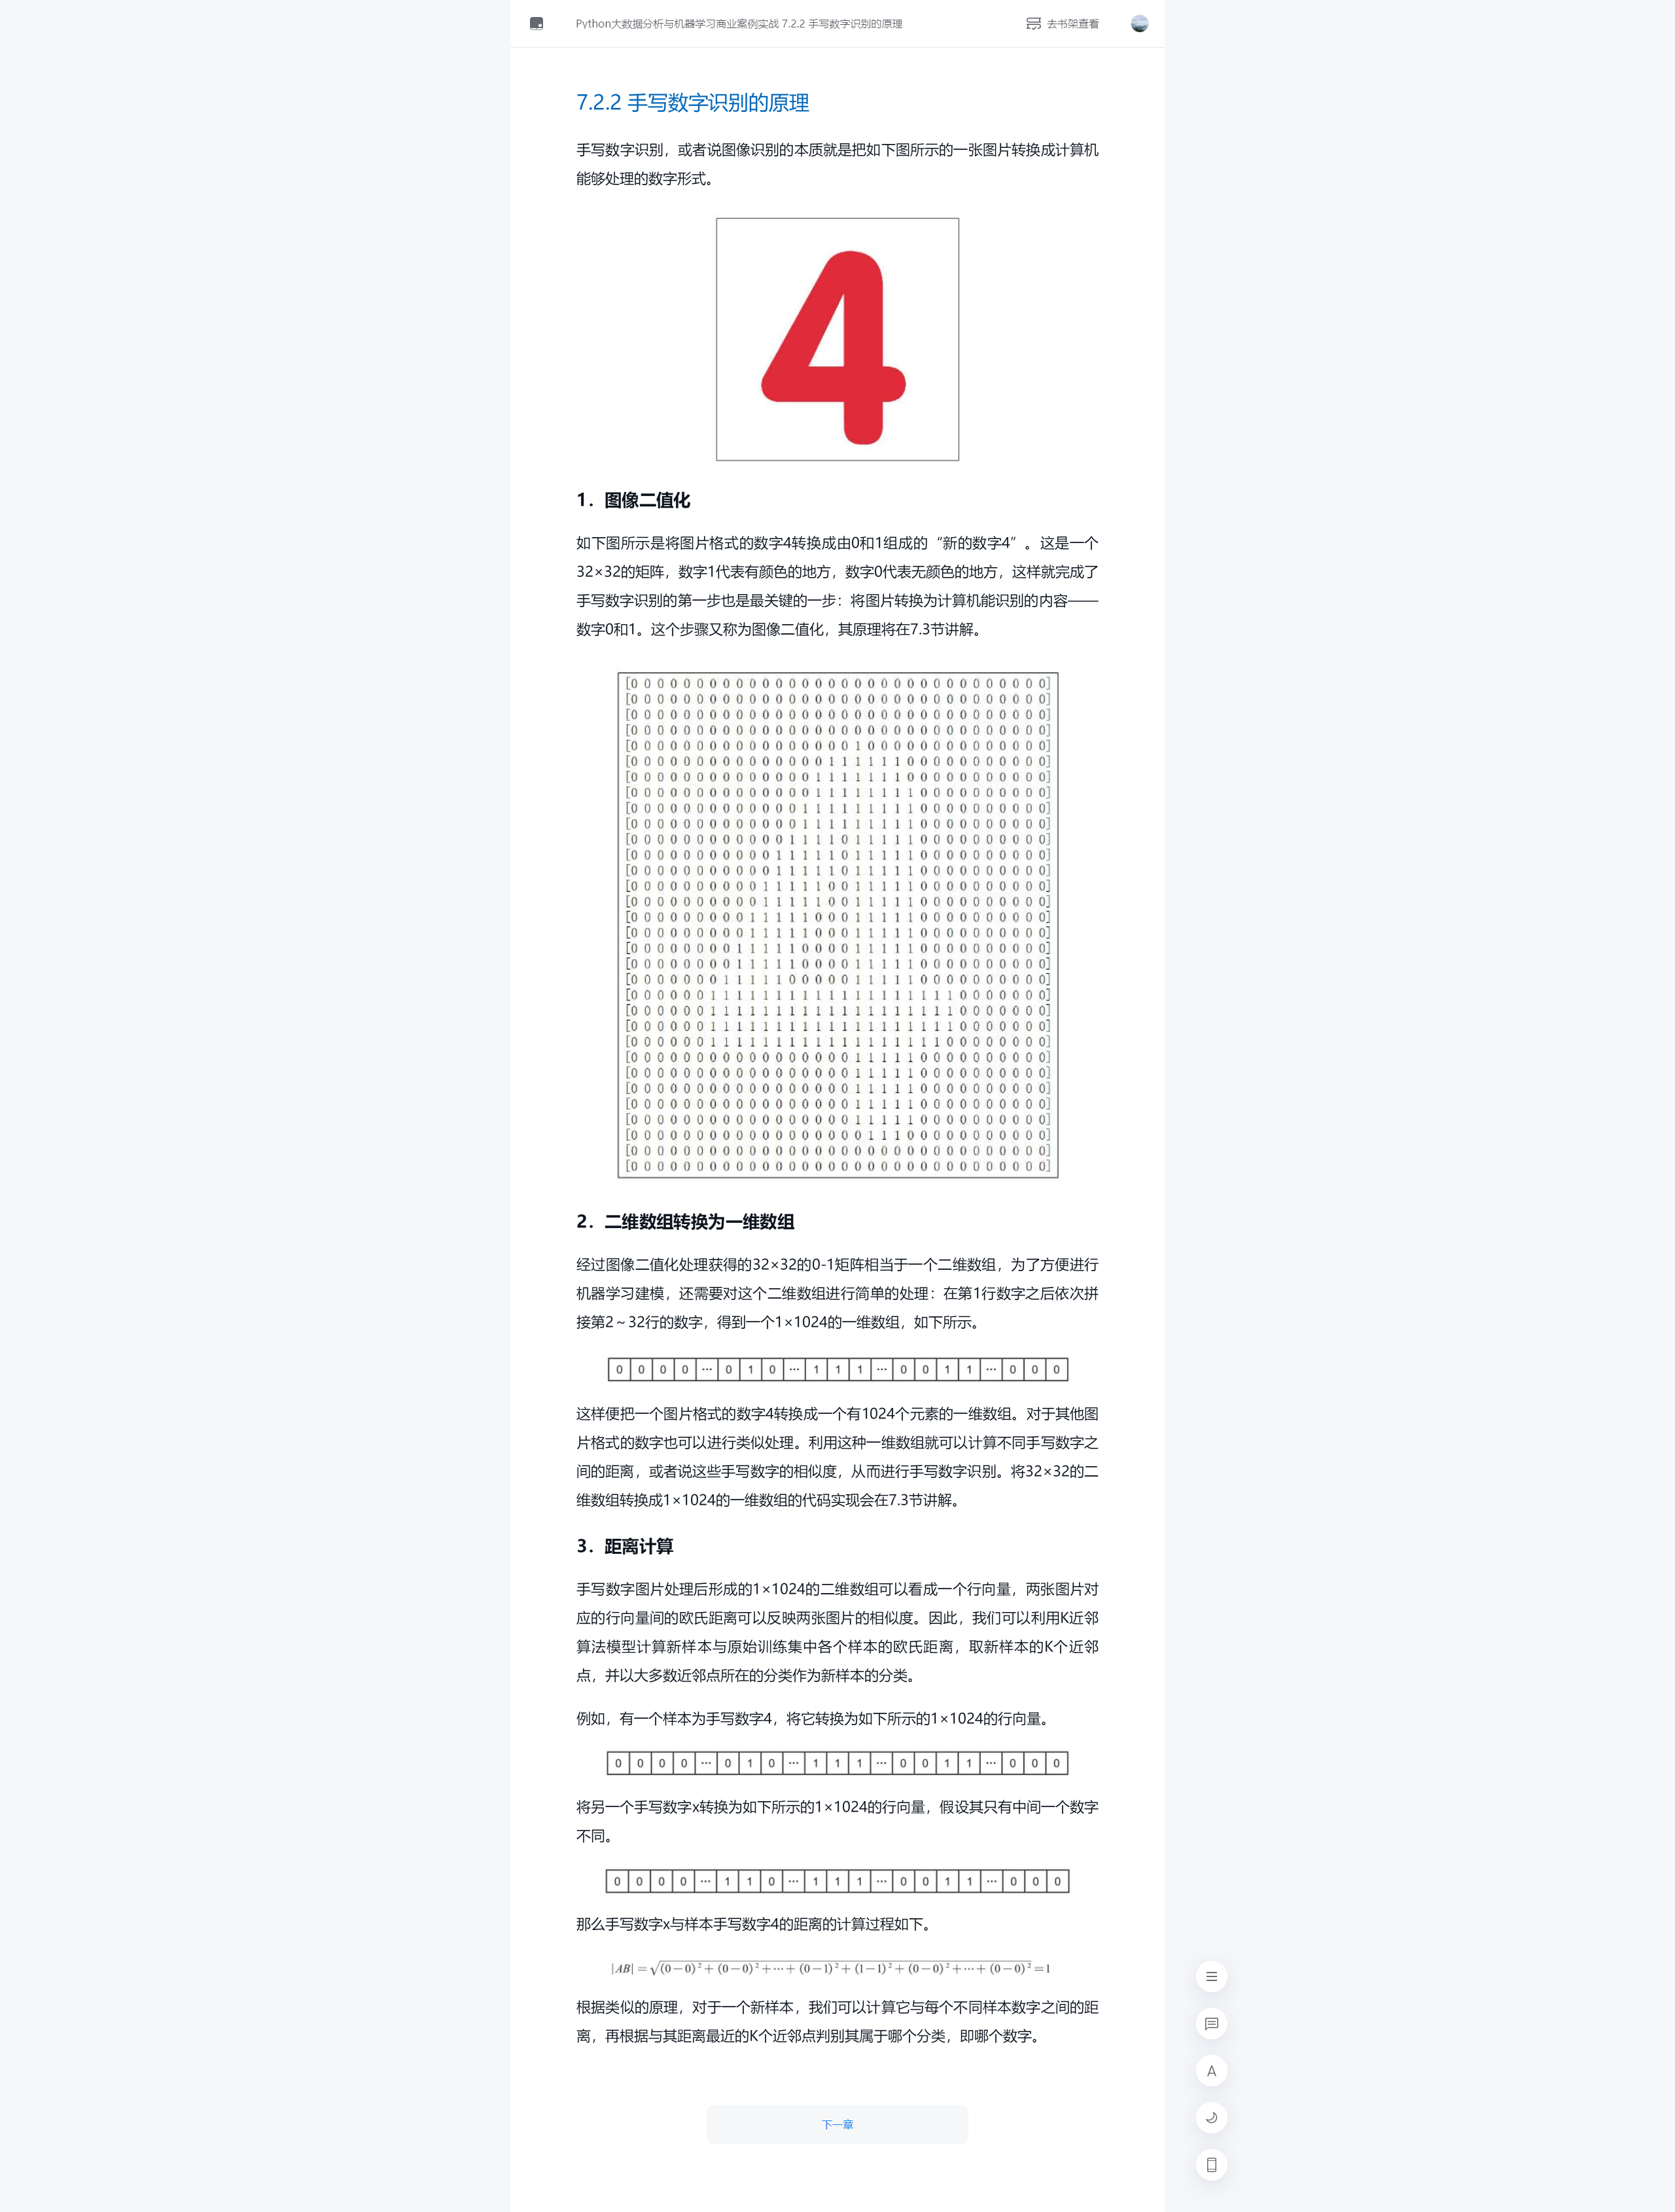 Python大数据分析与机器学习商业案例实战 7.2.2 手写数字识别的原理
去书架查看
7.2.2 手写数字识别的原理
手写数字识别，或者说图像识别的本质就是把如下图所示的一张图片转换成计算机
能够处理的数字形式。
4
1．图像二值化
如下图所示是将图片格式的数字4转换成由0和1组成的“新的数字4”。这是一个
32×32的矩阵，数字1代表有颜色的地方，数字0代表无颜色的地方，这样就完成了
手写数字识别的第一步也是最关键的一步：将图片转换为计算机能识别的内容——
数字0和1。这个步骤又称为图像二值化，其原理将在7.3节讲解。
[0 0 0 0 0 0 0 0 0 0 0 0 0 0 0 0 0 0 0 0 0 0 0 0 0 0 0 0 0 0 0 0]
[0 0 0 0 0 0 0 0 0 0 0 0 0 0 0 0 0 0 0 0 0 0 0 0 0 0 0 0 0 0 0 0]
[0 0 0 0 0 0 0 0 0 0 0 0 0 0 0 0 0 0 0 0 0 0 0 0 0 0 0 0 0 0 0 0]
[0 0 0 0 0 0 0 0 0 0 0 0 0 0 0 0 0 0 0 0 0 0 0 0 0 0 0 0 0 0 0 0]
[0 0 0 0 0 0 0 0 0 0 0 0 0 0 0 0 0 1 0 0 0 0 0 0 0 0 0 0 0 0 0 0]
[0 0 0 0 0 0 0 0 0 0 0 0 0 0 0 1 1 1 1 1 1 0 0 0 0 0 0 0 0 0 0 0]
[0 0 0 0 0 0 0 0 0 0 0 0 0 0 1 1 1 1 1 1 1 0 0 0 0 0 0 0 0 0 0 0]
[0 0 0 0 0 0 0 0 0 0 0 0 0 0 1 1 1 1 1 1 1 1 0 0 0 0 0 0 0 0 0 0]
[0 0 0 0 0 0 0 0 0 0 0 0 0 1 1 1 1 1 1 1 1 1 0 0 0 0 0 0 0 0 0 0]
[0 0 0 0 0 0 0 0 0 0 0 0 0 1 1 1 1 1 1 1 1 1 0 0 0 0 0 0 0 0 0 0]
[0 0 0 0 0 0 0 0 0 0 0 0 1 1 1 1 0 1 1 1 1 1 0 0 0 0 0 0 0 0 0 0]
[0 0 0 0 0 0 0 0 0 0 0 1 1 1 1 1 0 1 1 1 1 1 0 0 0 0 0 0 0 0 0 0]
[0 0 0 0 0 0 0 0 0 0 0 1 1 1 1 1 0 1 1 1 1 1 0 0 0 0 0 0 0 0 0 0]
[0 0 0 0 0 0 0 0 0 0 1 1 1 1 1 0 0 1 1 1 1 1 0 0 0 0 0 0 0 0 0 0]
[0 0 0 0 0 0 0 0 0 0 1 1 1 1 1 0 0 1 1 1 1 1 0 0 0 0 0 0 0 0 0 0]
[0 0 0 0 0 0 0 0 0 1 1 1 1 1 0 0 0 1 1 1 1 1 0 0 0 0 0 0 0 0 0 0]
[0 0 0 0 0 0 0 0 0 1 1 1 1 1 0 0 0 1 1 1 1 1 0 0 0 0 0 0 0 0 0 0]
[0 0 0 0 0 0 0 0 1 1 1 1 1 0 0 0 0 1 1 1 1 1 0 0 0 0 0 0 0 0 0 0]
[0 0 0 0 0 0 0 0 1 1 1 1 1 0 0 0 0 1 1 1 1 1 0 0 0 0 0 0 0 0 0 0]
[0 0 0 0 0 0 0 1 1 1 1 1 0 0 0 0 0 1 1 1 1 1 0 0 0 0 0 0 0 0 0 0]
[0 0 0 0 0 0 1 1 1 1 1 1 1 1 1 1 1 1 1 1 1 1 1 1 1 0 0 0 0 0 0 0]
[0 0 0 0 0 0 1 1 1 1 1 1 1 1 1 1 1 1 1 1 1 1 1 1 1 0 0 0 0 0 0 0]
[0 0 0 0 0 0 1 1 1 1 1 1 1 1 1 1 1 1 1 1 1 1 1 1 1 0 0 0 0 0 0 0]
[0 0 0 0 0 0 1 1 1 1 1 1 1 1 1 1 1 1 1 1 1 1 1 1 0 0 0 0 0 0 0 0]
[0 0 0 0 0 0 0 0 0 0 0 0 0 0 0 0 0 1 1 1 1 1 0 0 0 0 0 0 0 0 0 0]
[0 0 0 0 0 0 0 0 0 0 0 0 0 0 0 0 0 1 1 1 1 1 0 0 0 0 0 0 0 0 0 0]
[0 0 0 0 0 0 0 0 0 0 0 0 0 0 0 0 0 1 1 1 1 1 0 0 0 0 0 0 0 0 0 0]
[0 0 0 0 0 0 0 0 0 0 0 0 0 0 0 0 0 1 1 1 1 1 0 0 0 0 0 0 0 0 0 0]
[0 0 0 0 0 0 0 0 0 0 0 0 0 0 0 0 0 1 1 1 1 1 0 0 0 0 0 0 0 0 0 0]
[0 0 0 0 0 0 0 0 0 0 0 0 0 0 0 0 0 0 1 1 1 0 0 0 0 0 0 0 0 0 0 0]
[0 0 0 0 0 0 0 0 0 0 0 0 0 0 0 0 0 0 0 0 0 0 0 0 0 0 0 0 0 0 0 0]
[0 0 0 0 0 0 0 0 0 0 0 0 0 0 0 0 0 0 0 0 0 0 0 0 0 0 0 0 0 0 0 0]
2．二维数组转换为一维数组
经过图像二值化处理获得的32×32的0-1矩阵相当于一个二维数组，为了方便进行
机器学习建模，还需要对这个二维数组进行简单的处理：在第1行数字之后依次拼
接第2～32行的数字，得到一个1×1024的一维数组，如下所示。
0 0 0 0 … 0 1 0 … 1 1 1 … 0 0 1 1 … 0 0 0
这样便把一个图片格式的数字4转换成一个有1024个元素的一维数组。对于其他图
片格式的数字也可以进行类似处理。利用这种一维数组就可以计算不同手写数字之
间的距离，或者说这些手写数字的相似度，从而进行手写数字识别。将32×32的二
维数组转换成1×1024的一维数组的代码实现会在7.3节讲解。
3．距离计算
手写数字图片处理后形成的1×1024的二维数组可以看成一个行向量，两张图片对
应的行向量间的欧氏距离可以反映两张图片的相似度。因此，我们可以利用K近邻
算法模型计算新样本与原始训练集中各个样本的欧氏距离，取新样本的K个近邻
点，并以大多数近邻点所在的分类作为新样本的分类。
例如，有一个样本为手写数字4，将它转换为如下所示的1×1024的行向量。
0 0 0 0 … 0 1 0 … 1 1 1 … 0 0 1 1 … 0 0 0
将另一个手写数字x转换为如下所示的1×1024的行向量，假设其只有中间一个数字
不同。
0 0 0 0 … 1 1 0 … 1 1 1 … 0 0 1 1 … 0 0 0
那么手写数字x与样本手写数字4的距离的计算过程如下。
|AB|=√(0−0)²+(0−0)²+⋯+(0−1)²+(1−1)²+(0−0)²+⋯+(0−0)²=1
根据类似的原理，对于一个新样本，我们可以计算它与每个不同样本数字之间的距
离，再根据与其距离最近的K个近邻点判别其属于哪个分类，即哪个数字。
A
下一章